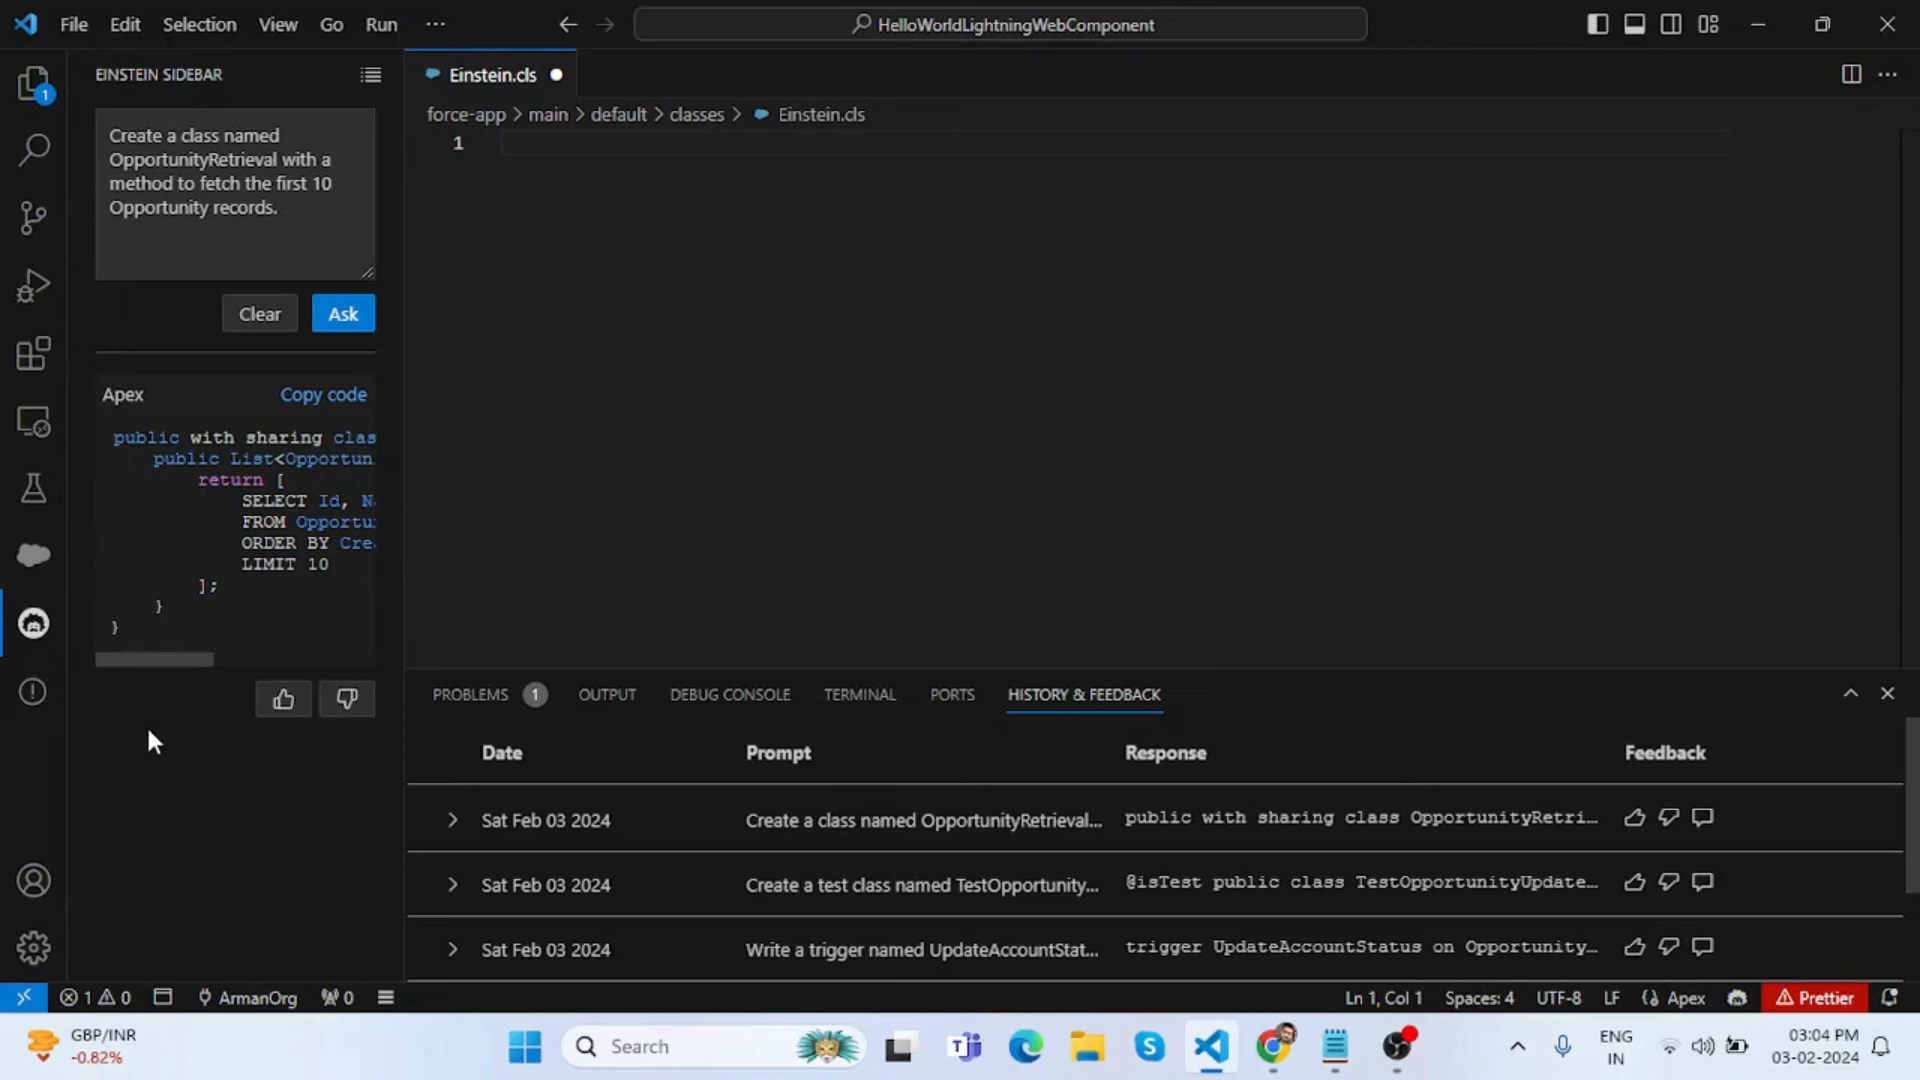 File Edit Selection View Go Run ···
HelloWorldLightningWebComponent
EINSTEIN SIDEBAR
Create a class named
OpportunityRetrieval with a
method to fetch the first 10
Opportunity records.
Clear Ask
Apex Copy code
public with sharing clas
public List<Opportun
return [
SELECT Id, N
FROM Opportu
ORDER BY Cre
LIMIT 10
];
}
}
1
Einstein.cls
force-app > main > default > classes > Einstein.cls
1
PROBLEMS 1 OUTPUT DEBUG CONSOLE TERMINAL PORTS HISTORY & FEEDBACK
Date Prompt Response Feedback
Sat Feb 03 2024 Create a class named OpportunityRetrieval... public with sharing class OpportunityRetri...
Sat Feb 03 2024 Create a test class named TestOpportunity... @isTest public class TestOpportunityUpdate...
Sat Feb 03 2024 Write a trigger named UpdateAccountStat... trigger UpdateAccountStatus on Opportunity...
1 0 ArmanOrg 0 Ln 1, Col 1 Spaces: 4 UTF-8 LF Apex Prettier
GBP/INR
-0.82%
Search
ENG
IN
03:04 PM
03-02-2024